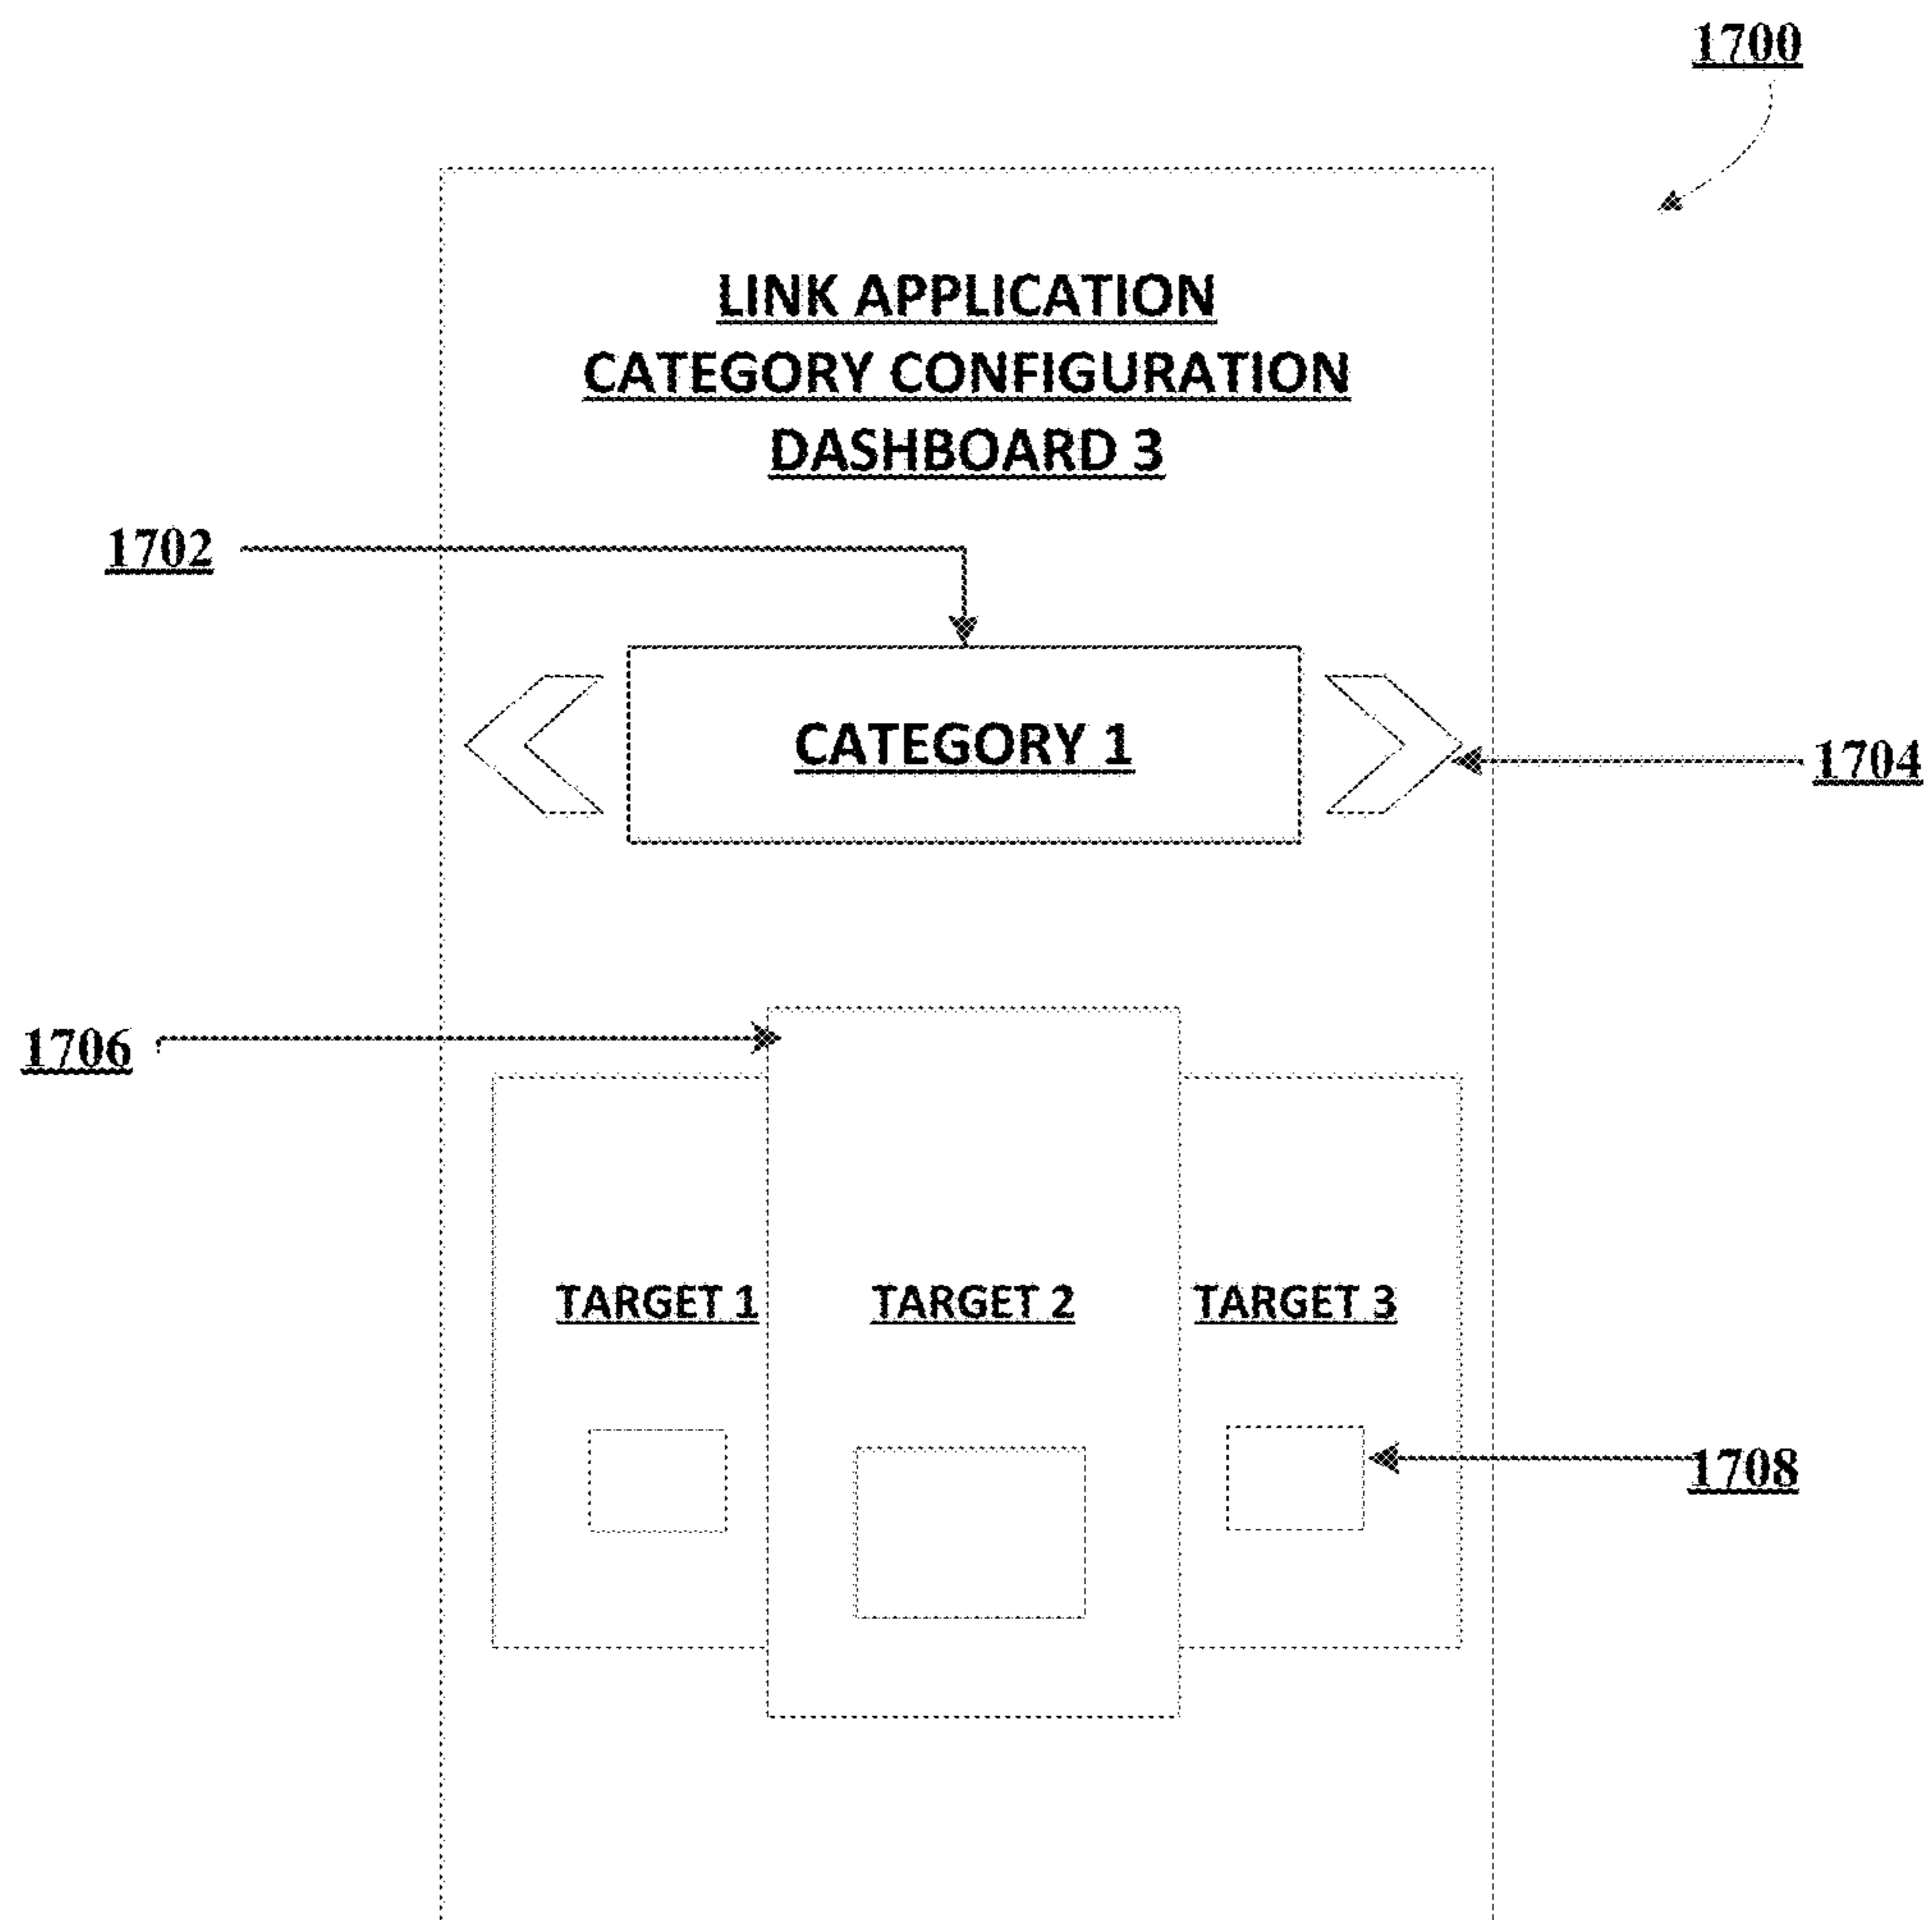 1700
LINK APPLICATION
CATEGORY CONFIGURATION
DASHBOARD 3
1702
CATEGORY 1
1704
1706
TARGET 1
TARGET 2
TARGET 3
1708